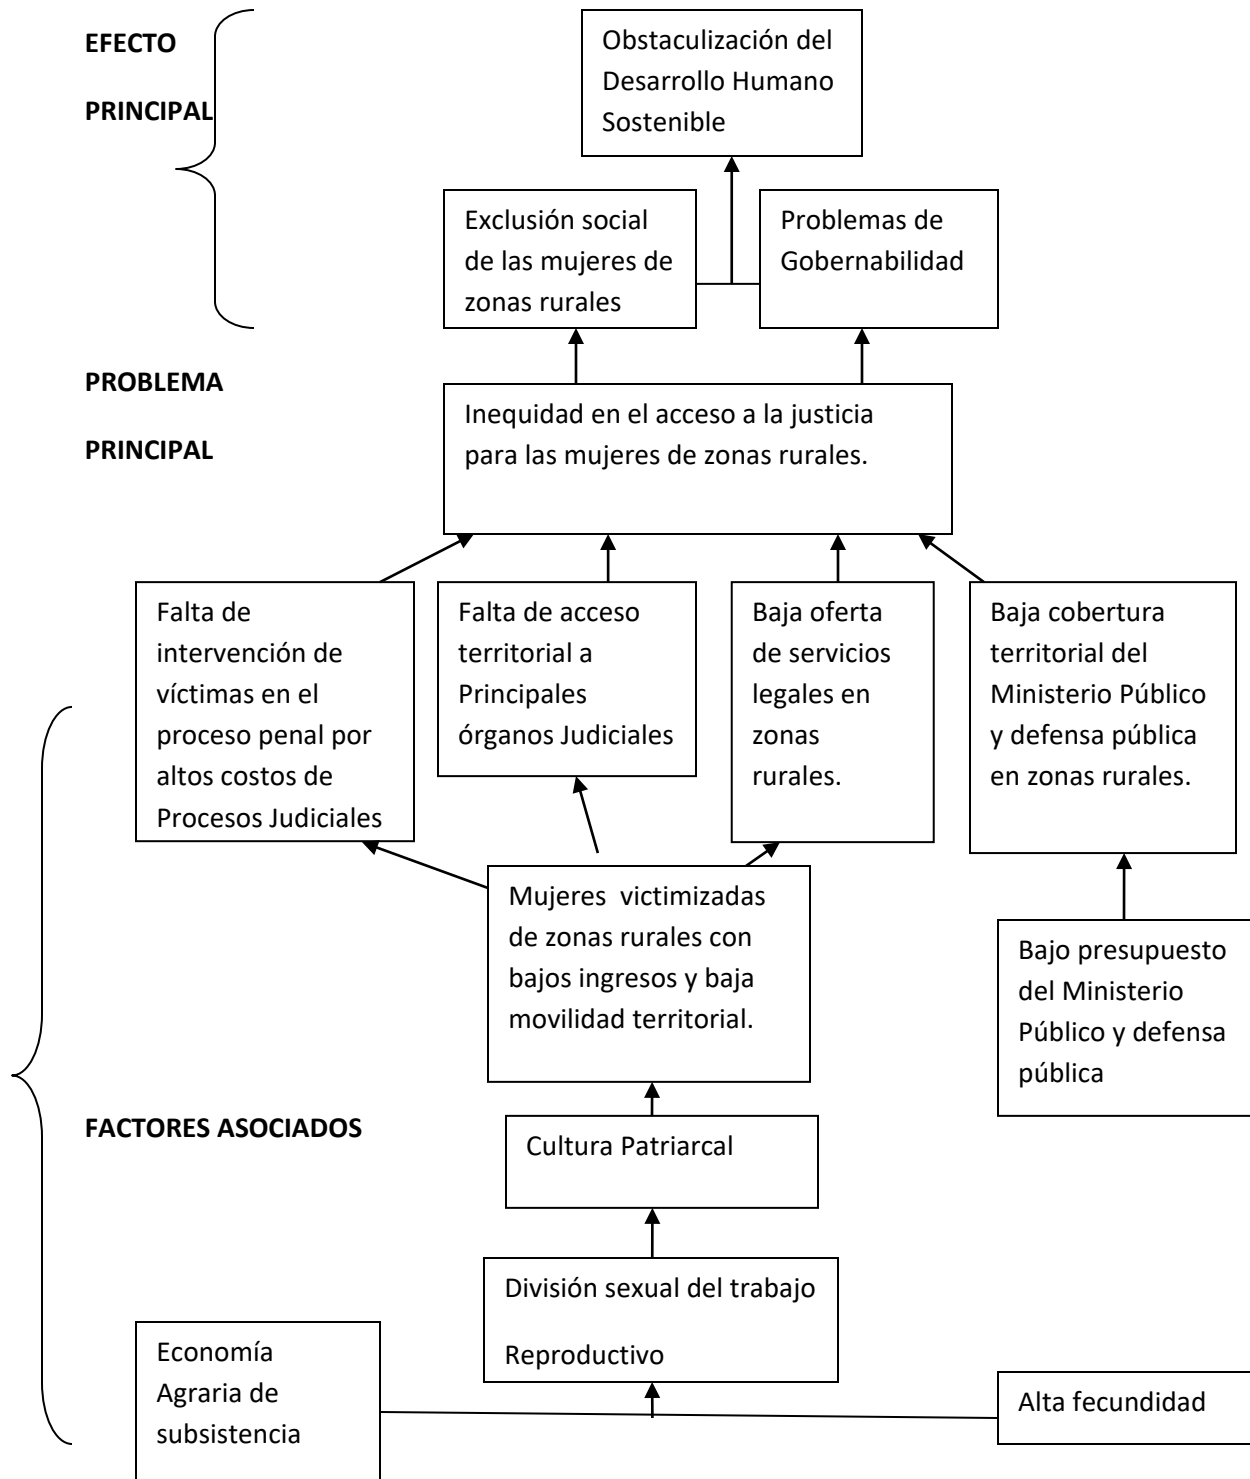 EFECTO
PRINCIPAL
Obstaculización del
Desarrollo Humano
Sostenible
Exclusión social
de las mujeres de
zonas rurales
Problemas de
Gobernabilidad
PROBLEMA
PRINCIPAL
Inequidad en el acceso a la justicia
para las mujeres de zonas rurales.
Falta de
intervención de
víctimas en el
proceso penal por
altos costos de
Procesos Judiciales
Falta de acceso
territorial a
Principales
órganos Judiciales
Baja oferta
de servicios
legales en
zonas
rurales.
Baja cobertura
territorial del
Ministerio Público
y defensa pública
en zonas rurales.
Mujeres  victimizadas
de zonas rurales con
bajos ingresos y baja
movilidad territorial.
Bajo presupuesto
del Ministerio
Público y defensa
pública
FACTORES ASOCIADOS
Cultura Patriarcal
División sexual del trabajo
Reproductivo
Economía
Agraria de
subsistencia
Alta fecundidad